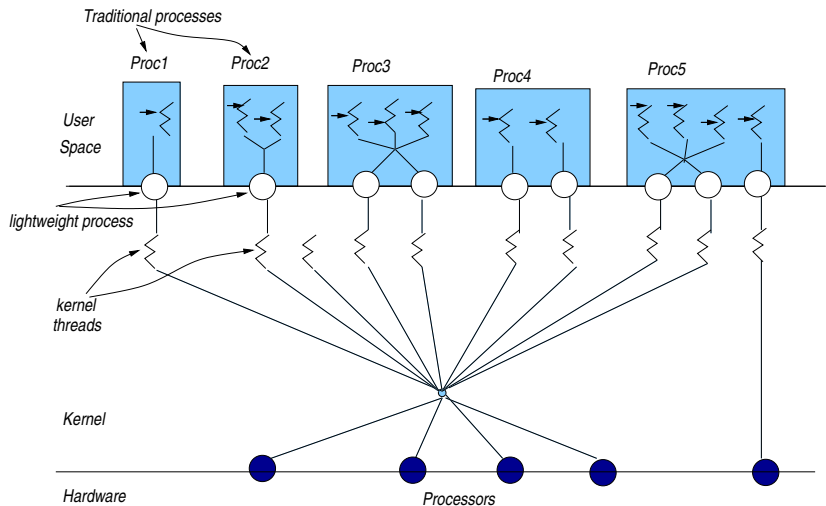 Traditional processes
Proc1
Proc2
Proc3
Proc4
Proc5
User
Space
lightweight process
kernel
threads
Kernel
Hardware
Processors